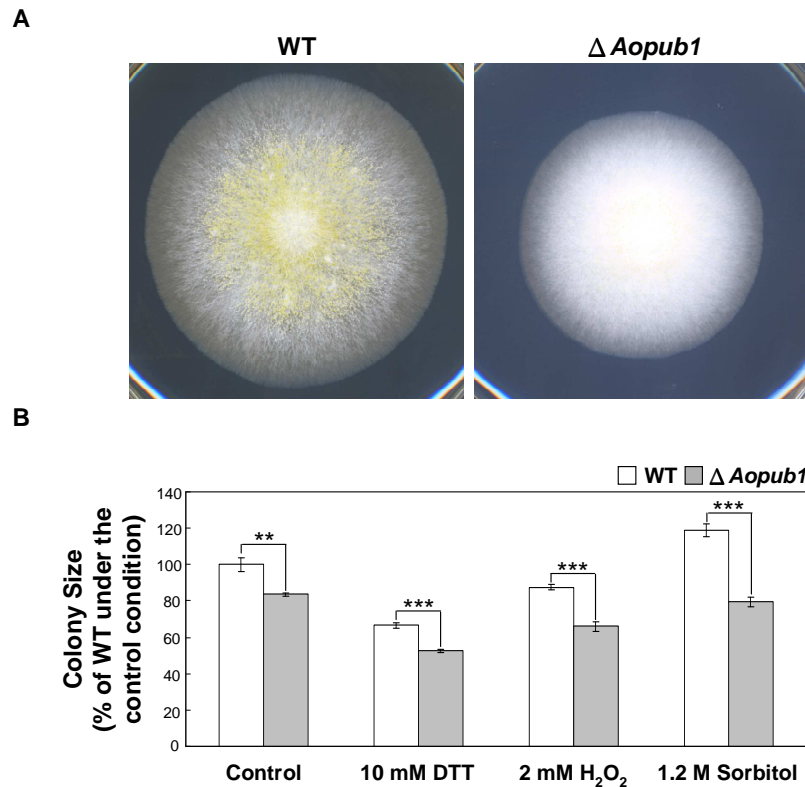 A
WT
Δ Aopub1
B
WT Δ Aopub1
Colony Size
(% of WT under the
control condition)
140
120
100
80
60
40
20
0
**
***
***
***
Control
10 mM DTT
2 mM H₂O₂
1.2 M Sorbitol